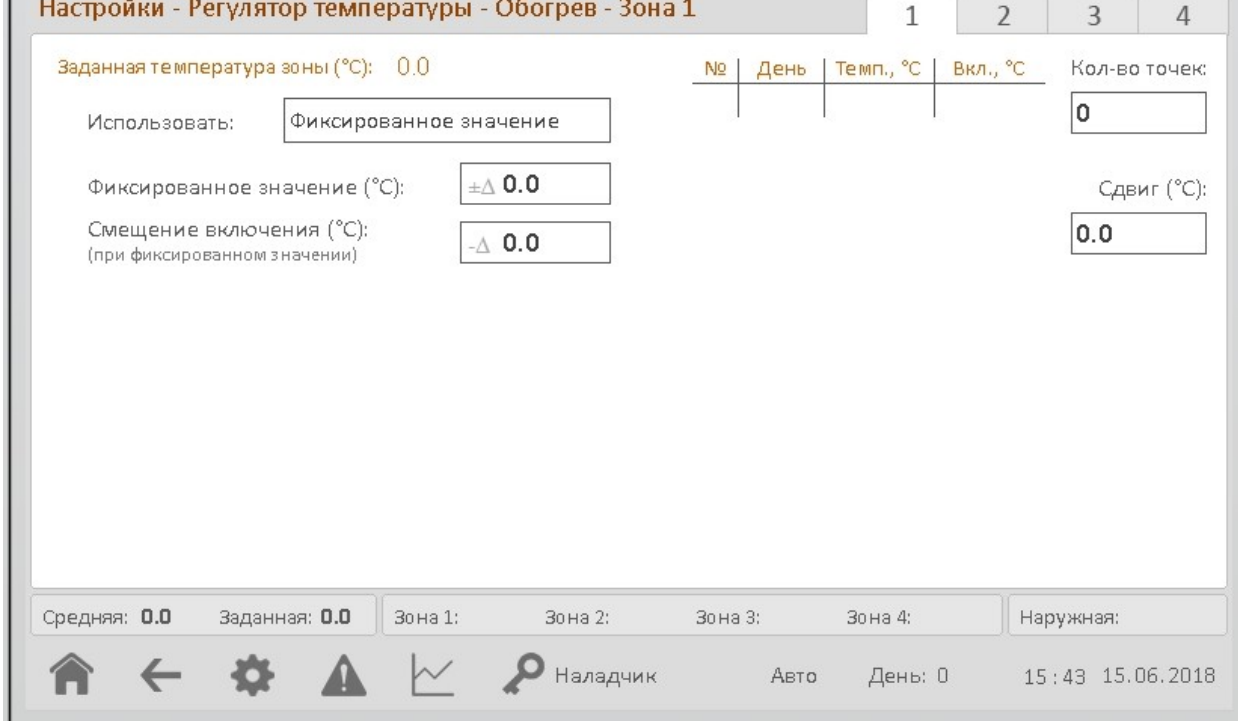 Настройки - Регулятор температуры - Обогрев - Зона 1
1 2 3 4
Заданная температура зоны (°C): 0.0
№ День Темп., °C Вкл., °C
Кол-во точек:
Использовать: Фиксированное значение
0
Фиксированное значение (°C): ±Δ 0.0
Сдвиг (°C):
Смещение включения (°C):
(при фиксированном значении)
-Δ 0.0
0.0
Средняя: 0.0 Заданная: 0.0 Зона 1: Зона 2: Зона 3: Зона 4: Наружная:
Наладчик Авто День: 0 15:43 15.06.2018